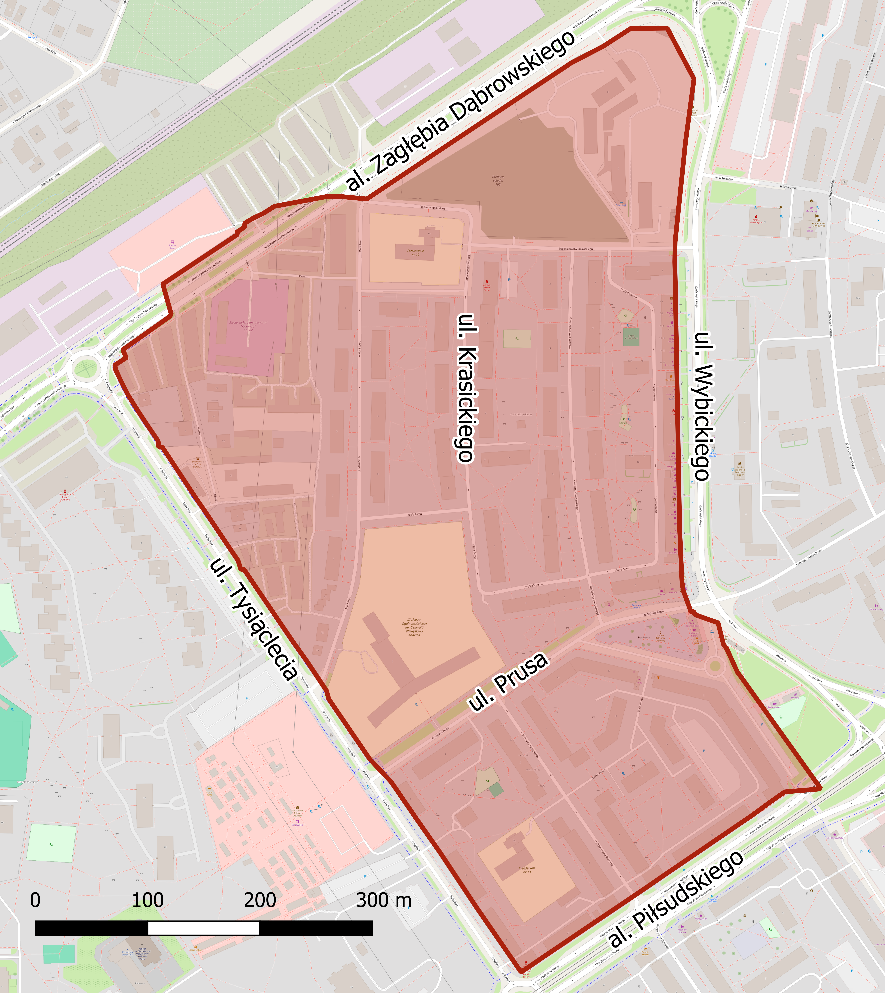 al. Zagłębia Dąbrowskiego
ul. Krasickiego
ul. Wybickiego
ul. Tysiąclecia
ul. Prusa
al. Piłsudskiego
0 100 200 300 m